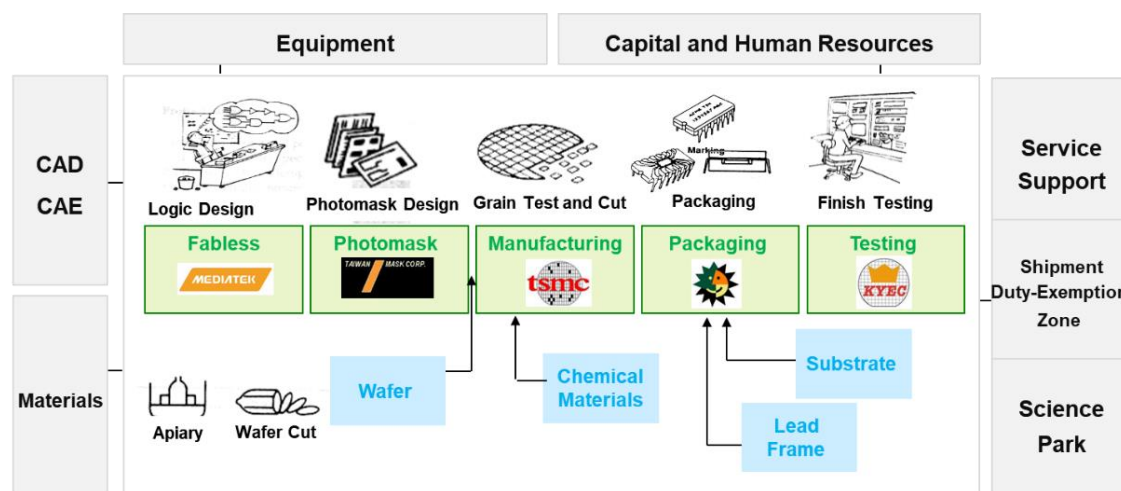 Equipment
Capital and Human Resources
CAD
CAE
Service
Support
Marking
Logic Design
Photomask Design
Grain Test and Cut
Packaging
Finish Testing
Fabless
Photomask
Manufacturing
Packaging
Testing
MEDIATEK
TAIWAN MASK CORP.
tsmc
KYEC
Shipment
Duty-Exemption
Zone
Materials
Wafer
Chemical
Materials
Substrate
Lead
Frame
Apiary
Wafer Cut
Science
Park